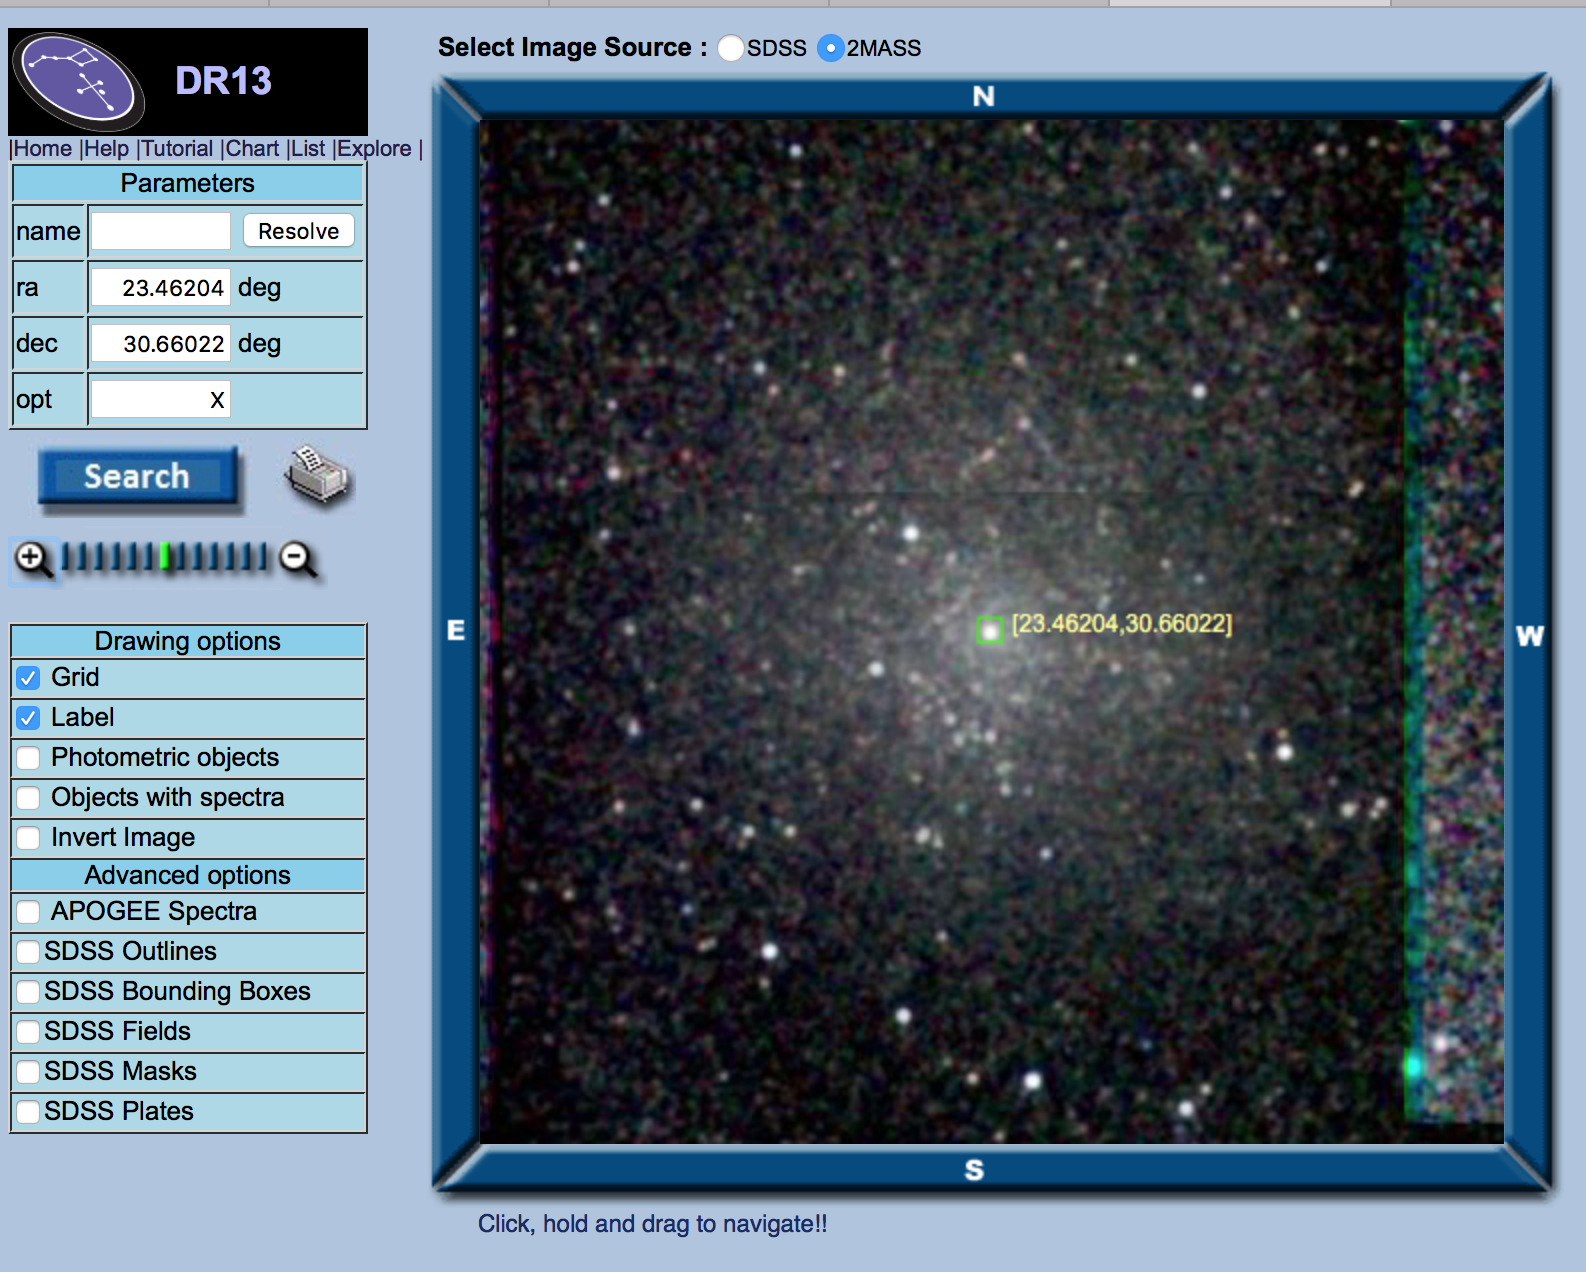 DR13
|Home |Help |Tutorial |Chart |List |Explore |
Parameters
name Resolve
ra 23.46204 deg
dec 30.66022 deg
opt X
Search
Drawing options
Grid
Label
Photometric objects
Objects with spectra
Invert Image
Advanced options
APOGEE Spectra
SDSS Outlines
SDSS Bounding Boxes
SDSS Fields
SDSS Masks
SDSS Plates
Select Image Source : SDSS 2MASS
N
E
[23.46204,30.66022]
W
S
Click, hold and drag to navigate!!